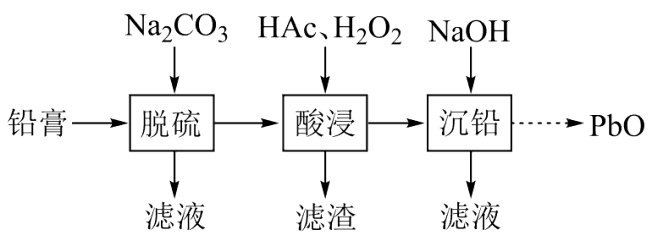 Na₂CO₃ HAc、H₂O₂ NaOH
铅膏 脱硫 酸浸 沉铅 PbO
滤液 滤渣 滤液